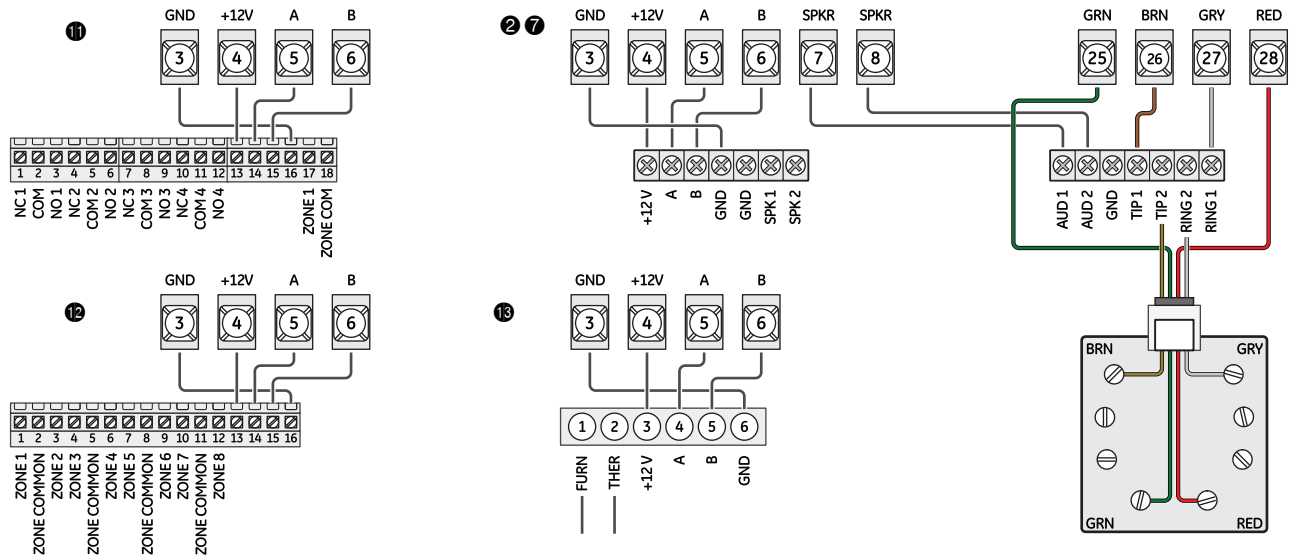 ⓫
GND +12V A B
3 4 5 6
1 2 3 4 5 6 7 8 9 10 11 12 13 14 15 16 17 18
NC 1
COM
NO 1
NC 2
COM 2
NO 2
NC 3
COM 3
NO 3
NC 4
COM 4
NO 4
ZONE 1
ZONE COM
❷ ❼
GND +12V A B SPKR SPKR
3 4 5 6 7 8
+12 V
A
B
GND
GND
SPK 1
SPK 2
GRN BRN GRY RED
25 26 27 28
AUD 1
AUD 2
GND
TIP 1
TIP 2
RING 2
RING 1
BRN GRY
GRN RED
⓬
GND +12V A B
3 4 5 6
1 2 3 4 5 6 7 8 9 10 11 12 13 14 15 16
ZONE 1
ZONE COMMON
ZONE 2
ZONE 3
ZONE COMMON
ZONE 4
ZONE 5
ZONE COMMON
ZONE 6
ZONE 7
ZONE COMMON
ZONE 8
⓭
GND +12V A B
3 4 5 6
1 2 3 4 5 6
FURN
THER
+12 V
A
B
GND